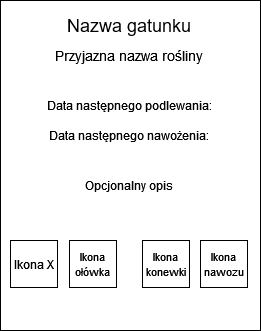 Nazwa gatunku
Przyjazna nazwa rośliny
Data następnego podlewania:
Data następnego nawożenia:
Opcjonalny opis
Ikona X
Ikona
ołówka
Ikona
konewki
Ikona
nawozu